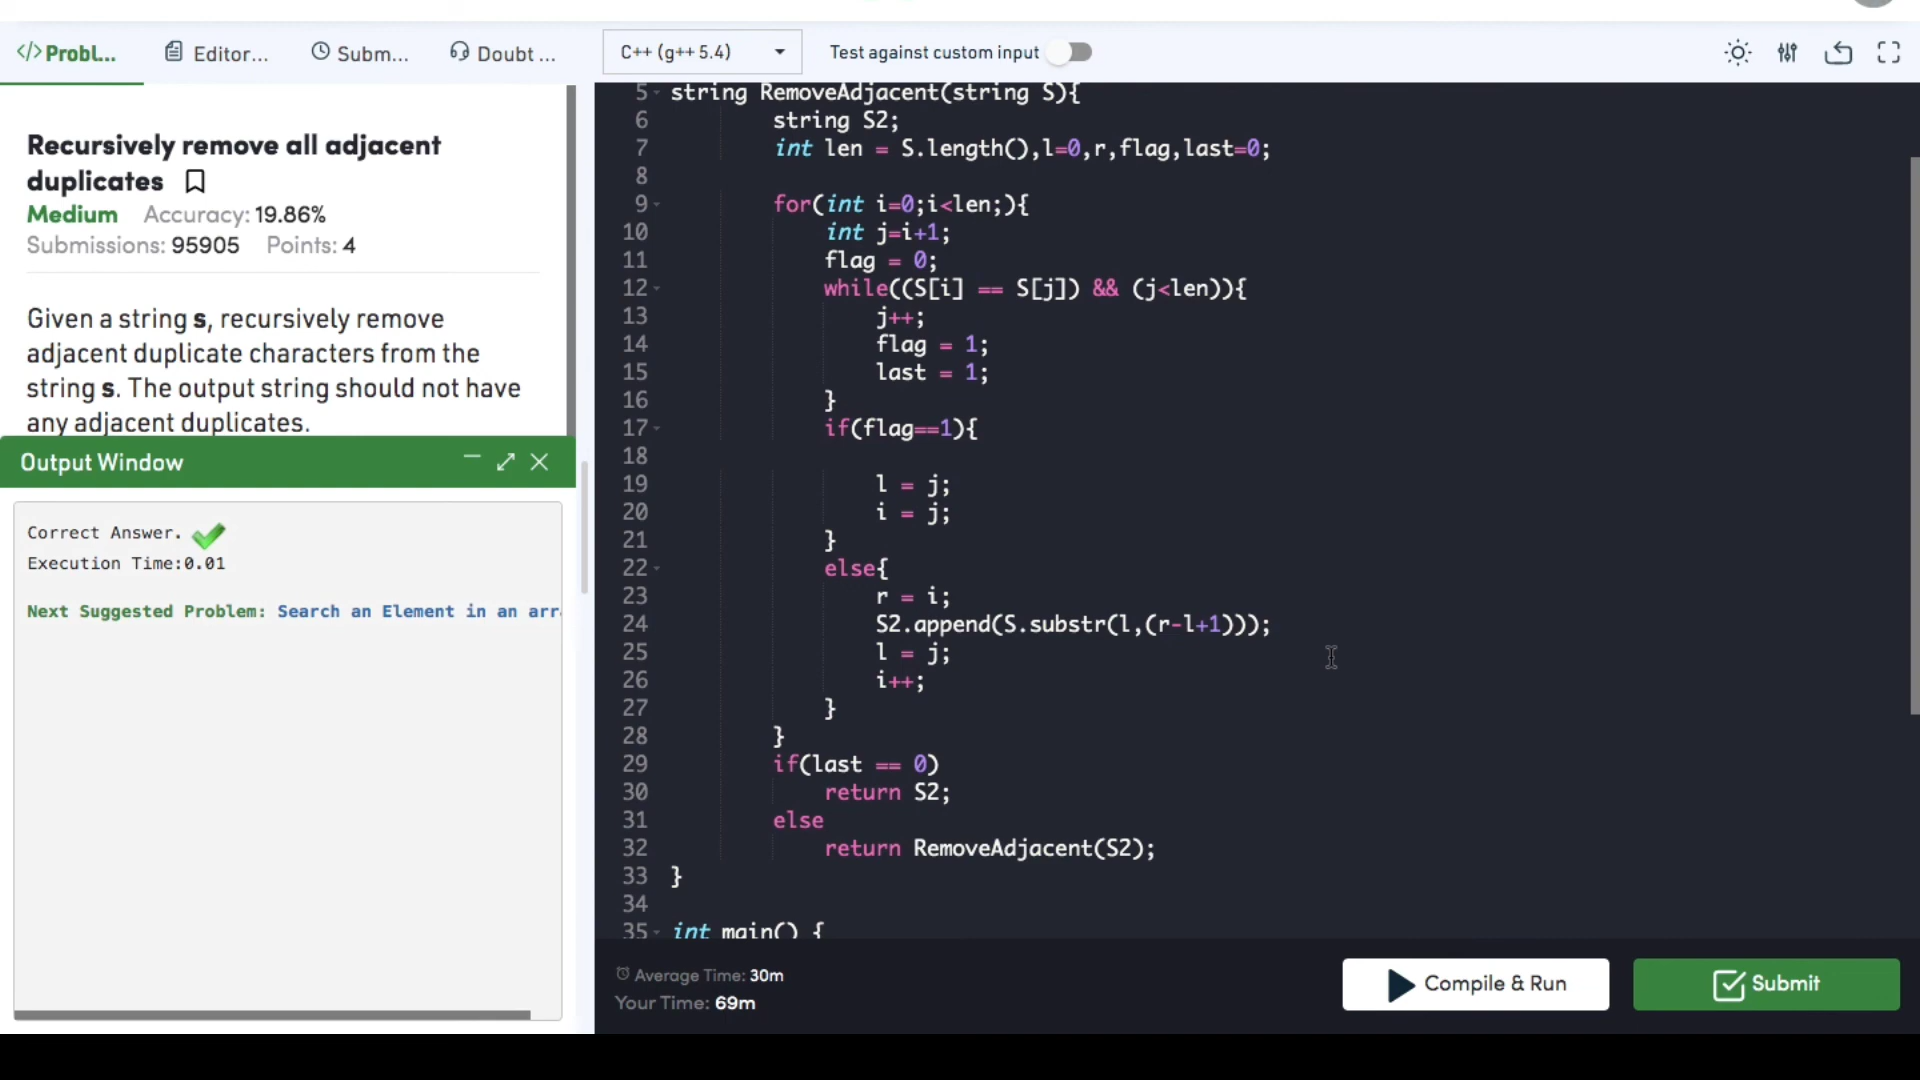 </> Probl...
Editor...
Subm...
Doubt ...
C++ (g++ 5.4)
Test against custom input
Recursively remove all adjacent
duplicates
Medium Accuracy: 19.86%
Submissions: 95905 Points: 4
Given a string s, recursively remove
adjacent duplicate characters from the
string s. The output string should not have
any adjacent duplicates.
Output Window
Correct Answer.
Execution Time:0.01
Next Suggested Problem: Search an Element in an arr
5 string RemoveAdjacent(string S){
6 string S2;
7 int len = S.length(),l=0,r,flag,last=0;
8
9 for(int i=0;i<len;){
10 int j=i+1;
11 flag = 0;
12 while((S[i] == S[j]) && (j<len)){
13 j++;
14 flag = 1;
15 last = 1;
16 }
17 if(flag==1){
18
19 l = j;
20 i = j;
21 }
22 else{
23 r = i;
24 S2.append(S.substr(l,(r-l+1)));
25 l = j;
26 i++;
27 }
28 }
29 if(last == 0)
30 return S2;
31 else
32 return RemoveAdjacent(S2);
33 }
34
35 int main() {
Average Time: 30m
Your Time: 69m
Compile & Run
Submit